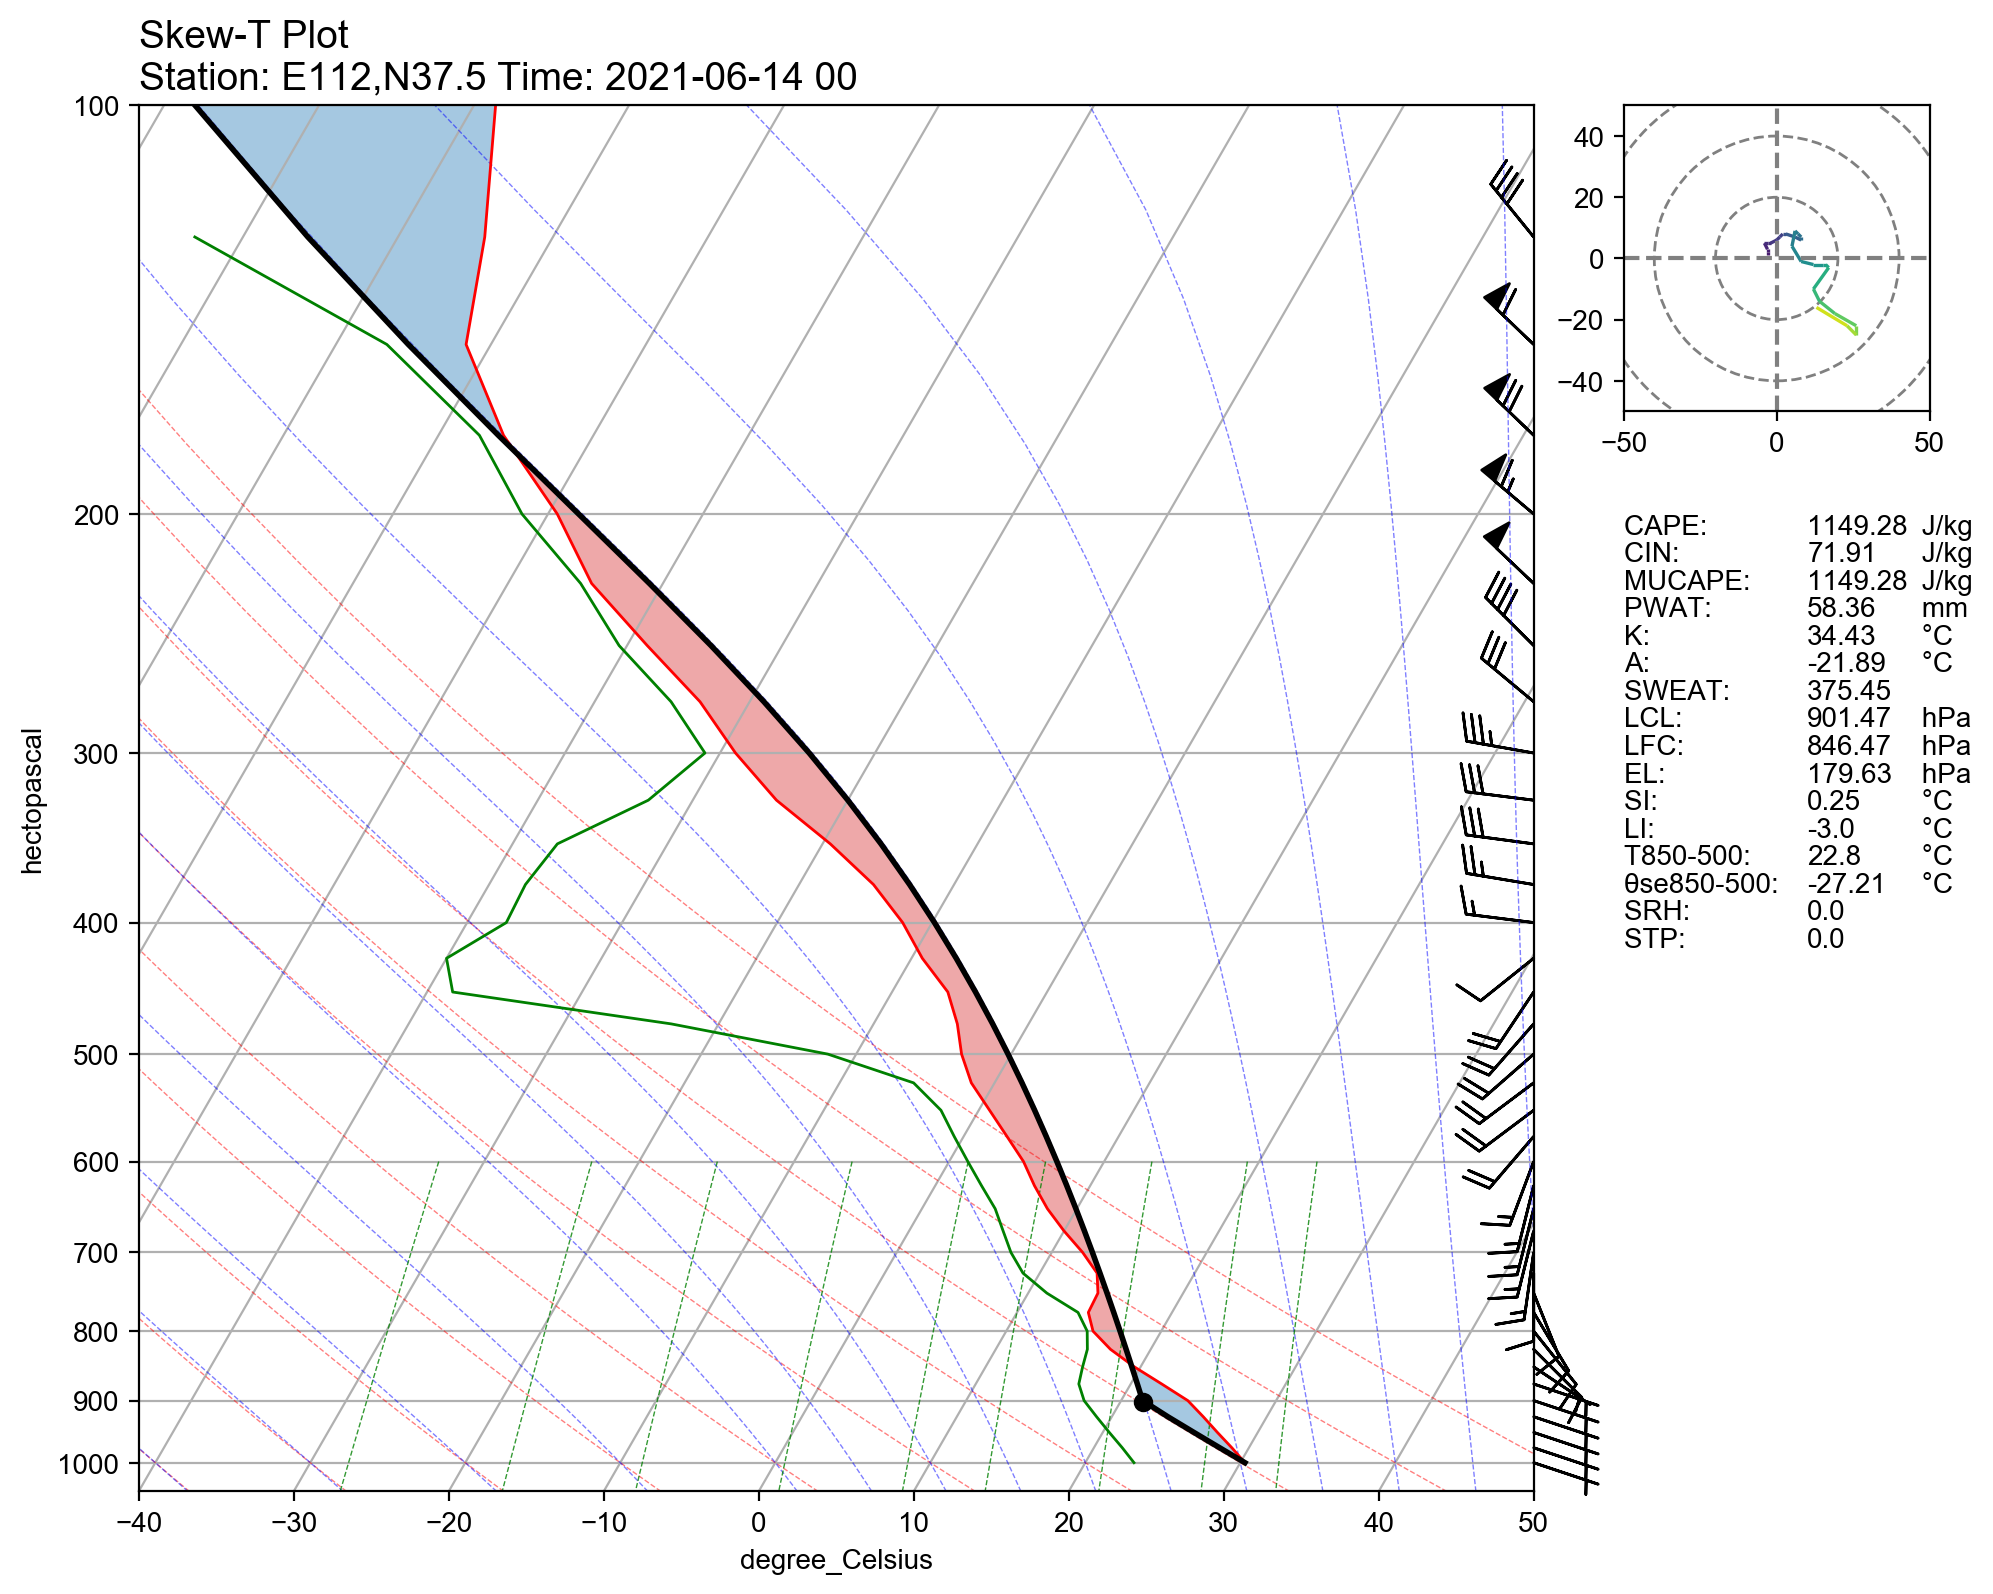 Skew-T Plot
Station: E112,N37.5 Time: 2021-06-14 00
100
200
300
400
500
600
700
800
900
1000
hectopascal
−40 −30 −20 −10 0 10 20 30 40 50
degree_Celsius
40
20
0
−20
−40
−50 0 50
CAPE: 1149.28 J/kg
CIN: 71.91 J/kg
MUCAPE: 1149.28 J/kg
PWAT: 58.36 mm
K: 34.43 °C
A: -21.89 °C
SWEAT: 375.45
LCL: 901.47 hPa
LFC: 846.47 hPa
EL: 179.63 hPa
SI: 0.25 °C
LI: -3.0 °C
T850-500: 22.8 °C
θse850-500: -27.21 °C
SRH: 0.0
STP: 0.0